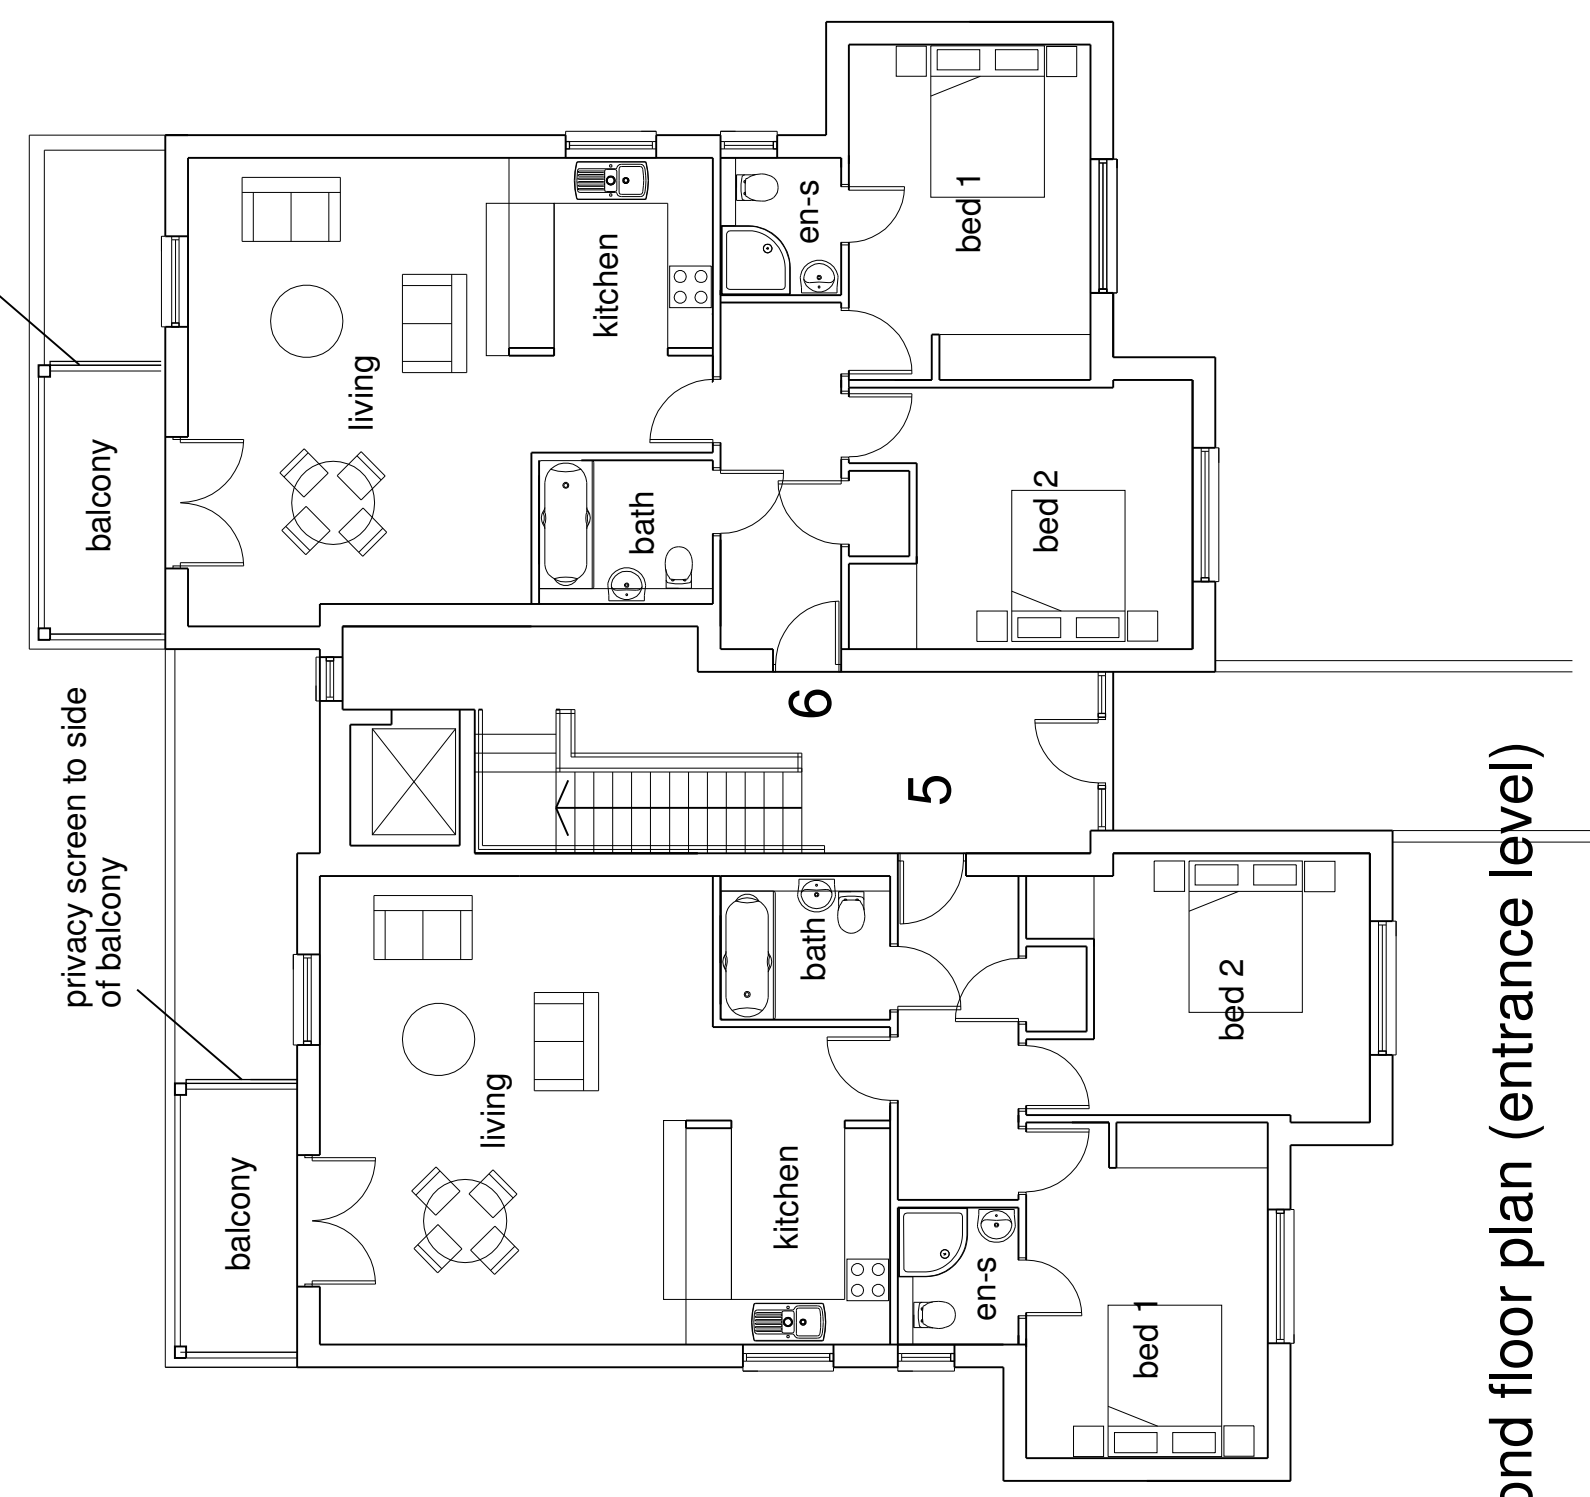 balcony
living
kitchen
en-s
bed 1
bath
bed 2
6
privacy screen to side
of balcony
5
balcony
living
kitchen
bath
en-s
bed 2
bed 1
floor plan (entrance level)